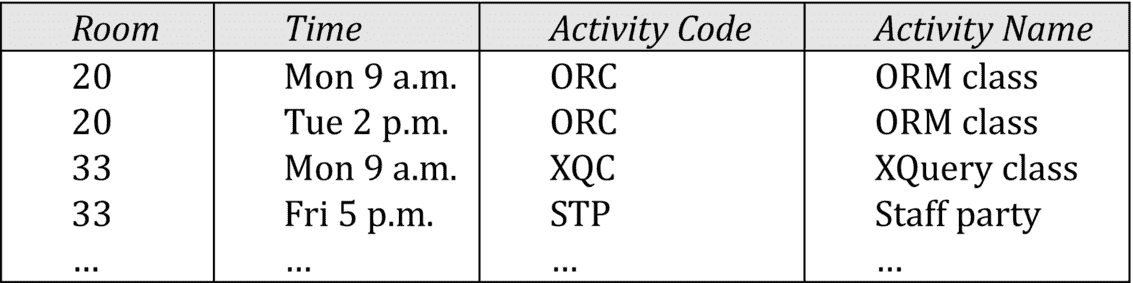 Room Time Activity Code Activity Name
20 Mon 9 a.m. ORC ORM class
20 Tue 2 p.m. ORC ORM class
33 Mon 9 a.m. XQC XQuery class
33 Fri 5 p.m. STP Staff party
... ... ... ...